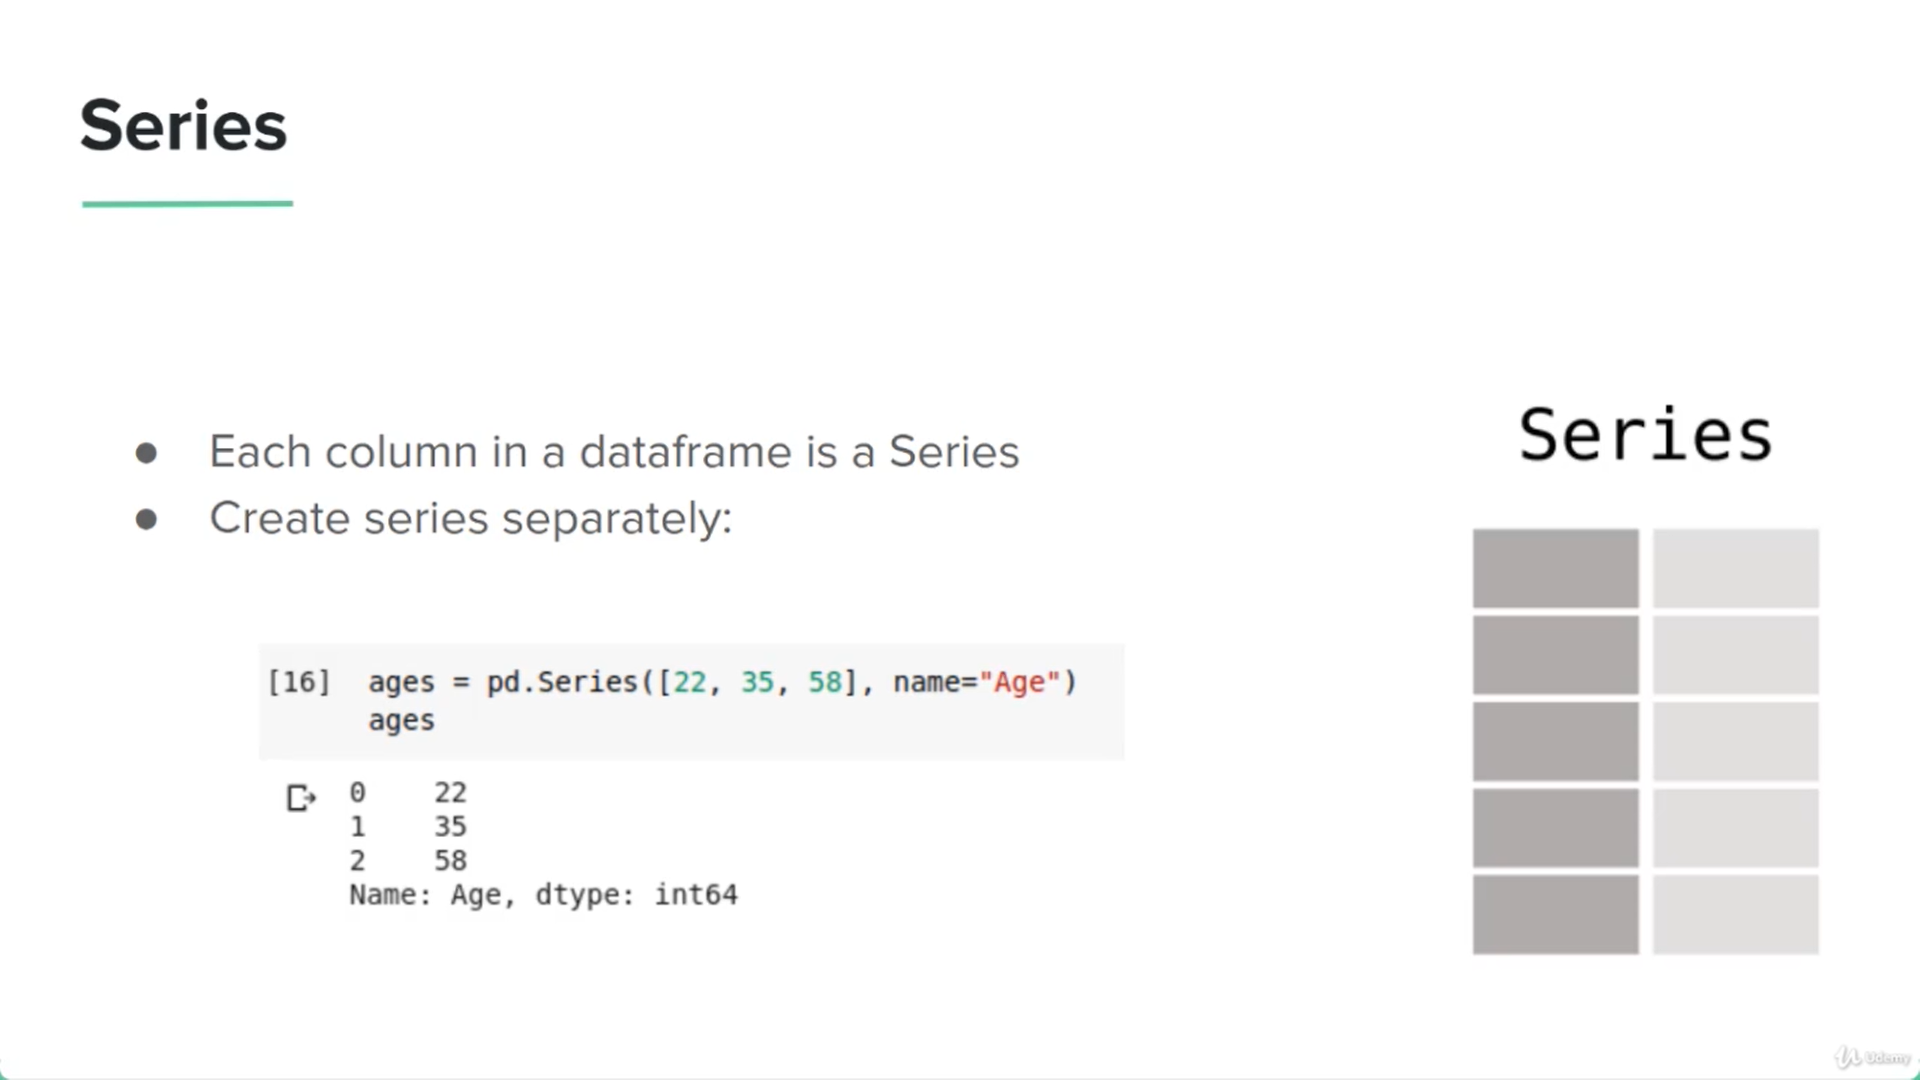 Series
● Each column in a dataframe is a Series
● Create series separately:
Series
[16] ages = pd.Series([22, 35, 58], name="Age")
ages
0 22
1 35
2 58
Name: Age, dtype: int64
Udemy